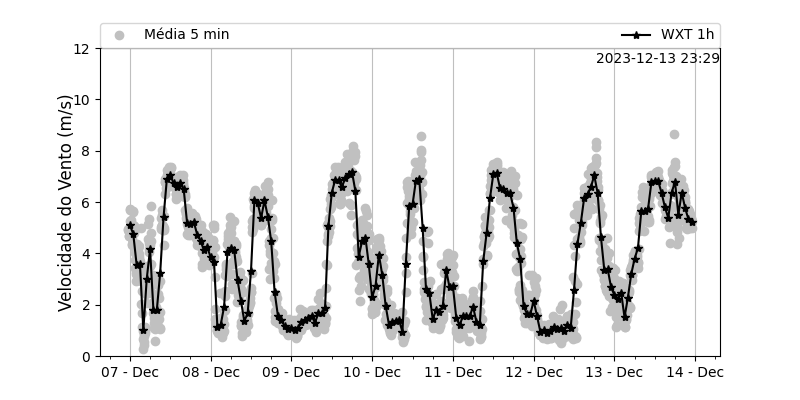 Média 5 min
WXT 1h
2023-12-13 23:29
Velocidade do Vento (m/s)
12
10
8
6
4
2
0
07 - Dec
08 - Dec
09 - Dec
10 - Dec
11 - Dec
12 - Dec
13 - Dec
14 - Dec